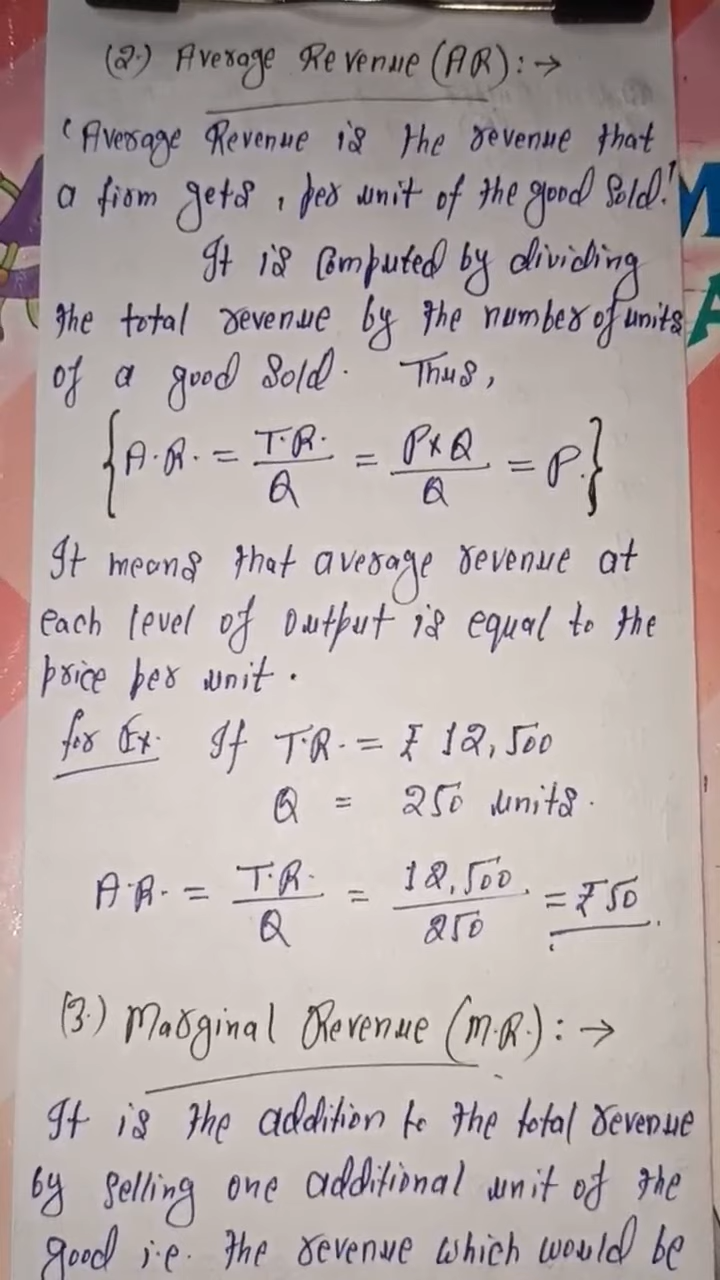 (2.) Average Revenue (AR) : →
'Average Revenue is the revenue that
a firm gets, per unit of the good sold.'
It is computed by dividing
the total revenue by the number of units
of a good sold. Thus,
{A.R. = T.R./Q = P×Q/Q = P.}
It means that average revenue at
each level of output is equal to the
price per unit.
for Ex. If T.R. = ₹ 12,500
Q = 250 units.
A.R. = T.R./Q = 12,500/250 = ₹50
(3.) Marginal Revenue (M.R.) : →
It is the addition to the total revenue
by selling one additional unit of the
good i.e. the revenue which would be
M
A